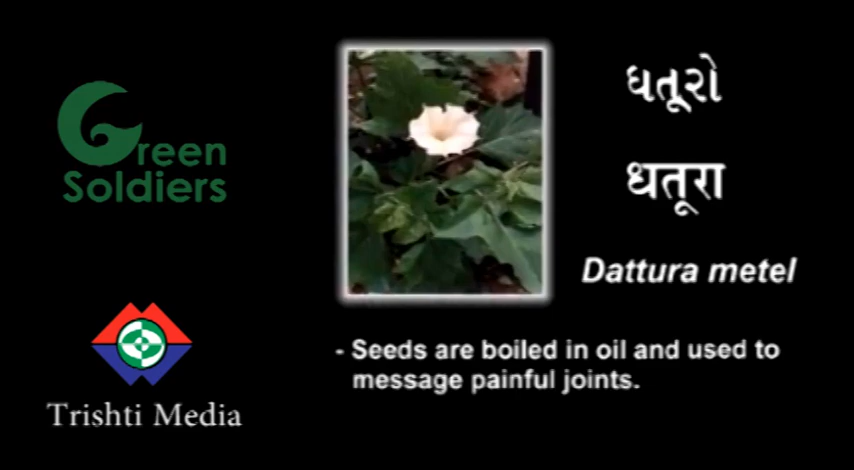 Green
Soldiers
ધતૂરો
धतूरा
Dattura metel
- Seeds are boiled in oil and used to
message painful joints.
Trishti Media